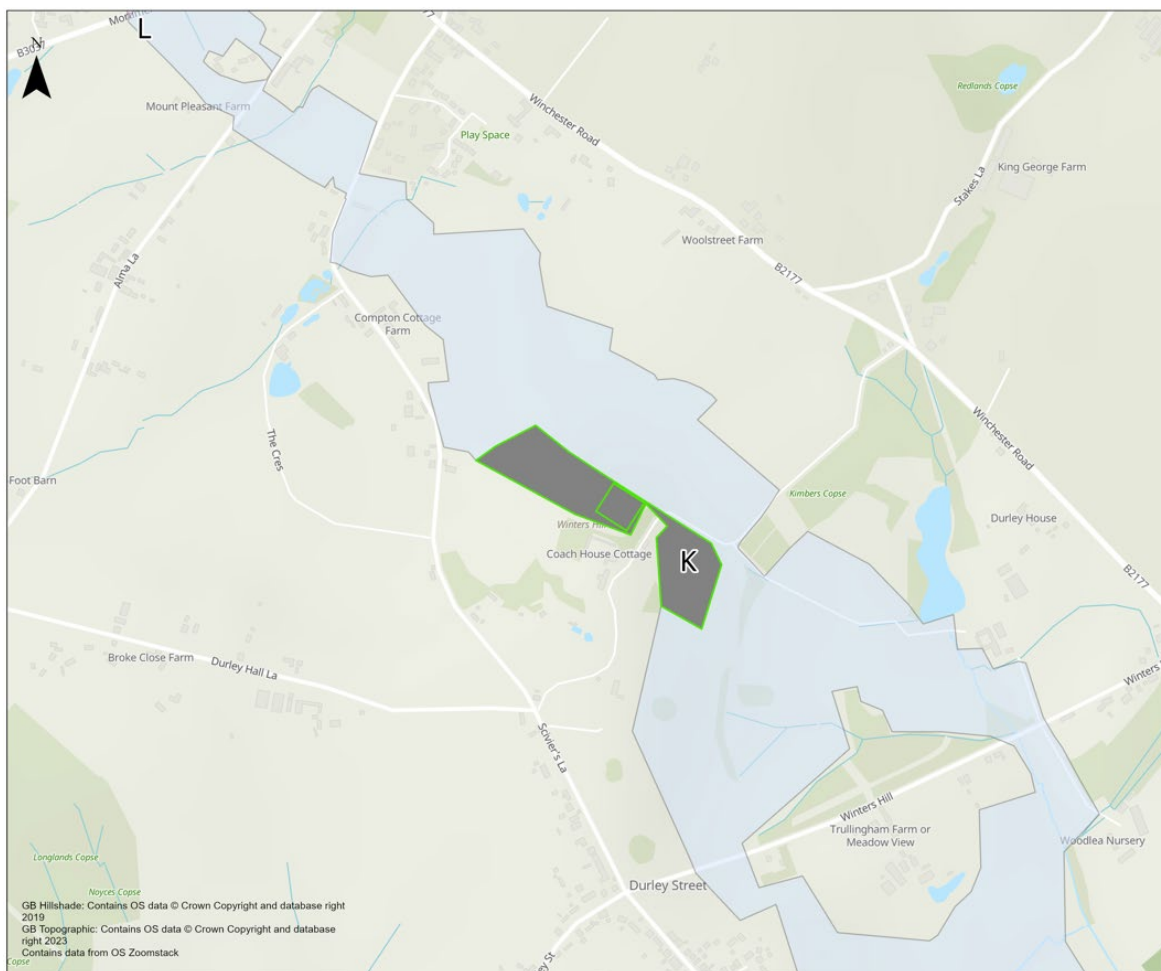 L
B3037
N
Mount Pleasant Farm
Play Space
Winchester Road
Redlands Copse
King George Farm
Stakes La
Woolstreet Farm
B2177
Alma La
Compton Cottage
Farm
The Cres
Foot Barn
Winchester Road
Kimbers Copse
Durley House
Winters
Coach House Cottage
K
B2177
Broke Close Farm
Durley Hall La
Winters
Scivier's La
Winters Hill
Trullingham Farm or
Meadow View
Woodlea Nursery
Longlands Copse
Noyces Copse
Durley Street
GB Hillshade: Contains OS data © Crown Copyright and database right
2019
GB Topographic: Contains OS data © Crown Copyright and database
right 2023
Contains data from OS Zoomstack
Copse
St